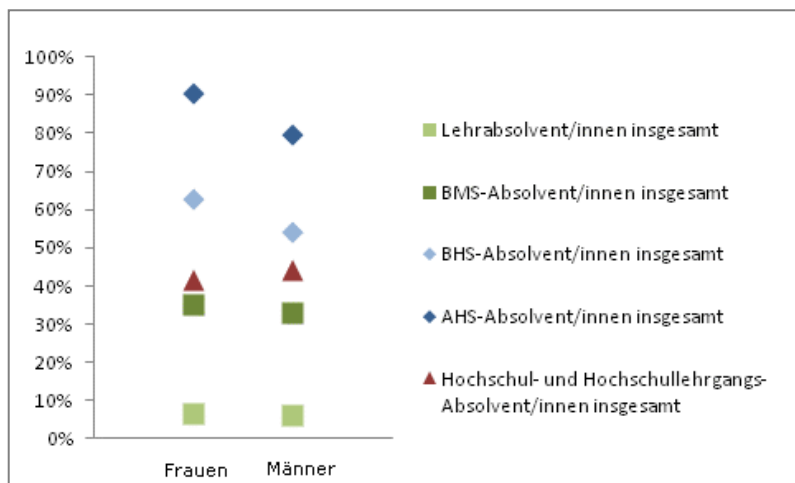 100%
90%
80%
70%
60%
50%
40%
30%
20%
10%
0%
Frauen Männer
Lehrabsolvent/innen insgesamt
BMS-Absolvent/innen insgesamt
BHS-Absolvent/innen insgesamt
AHS-Absolvent/innen insgesamt
Hochschul- und Hochschullehrgangs-
Absolvent/innen insgesamt